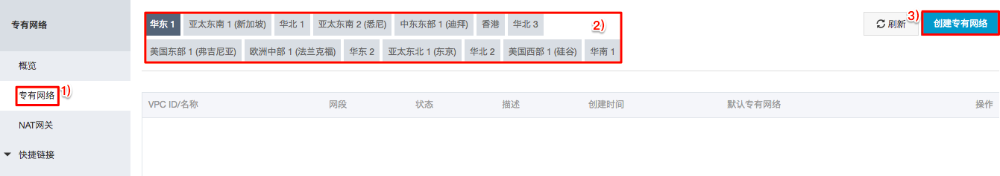 专有网络
概览
专有网络 1)
NAT网关
快捷链接
华东 1 亚太东南 1 (新加坡) 华北 1 亚太东南 2 (悉尼) 中东东部 1 (迪拜) 香港 华北 3 2)
美国东部 1 (弗吉尼亚) 欧洲中部 1 (法兰克福) 华东 2 亚太东北 1 (东京) 华北 2 美国西部 1 (硅谷) 华南 1
刷新 3) 创建专有网络
VPC ID/名称 网段 状态 描述 创建时间 默认专有网络 操作